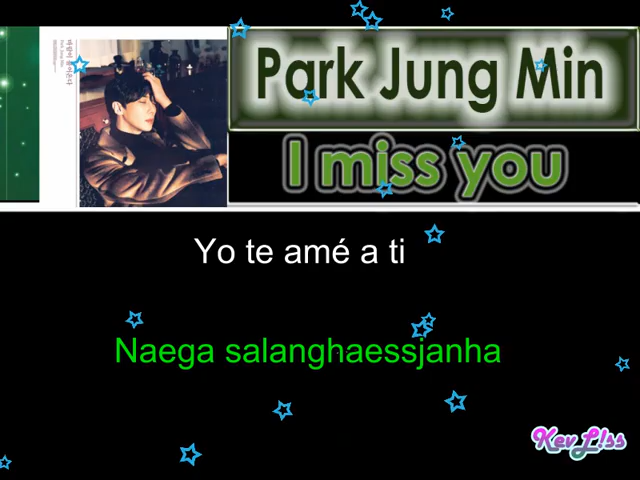 Park Jung Min
I miss you
Yo te amé a ti
Naega salanghaessjanha
KevL!ss